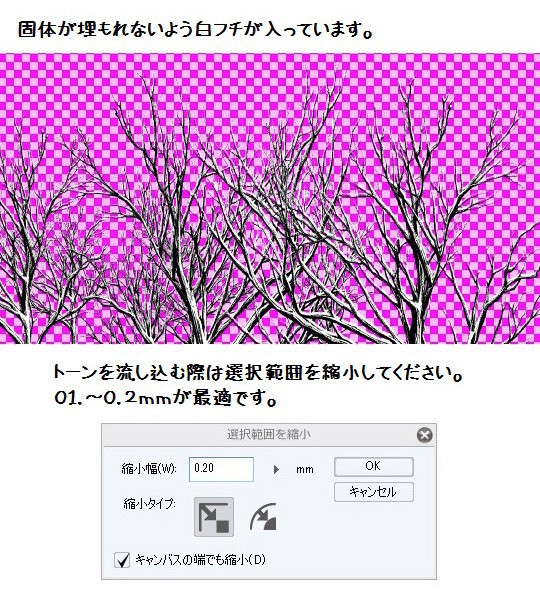 固体が埋もれないよう白フチが入っています。
トーンを流し込む際は選択範囲を縮小してください。
01.～0.2mmが最適です。
選択範囲を縮小
縮小幅(W): 0.20 mm OK
キャンセル
縮小タイプ:
キャンバスの端でも縮小(D)